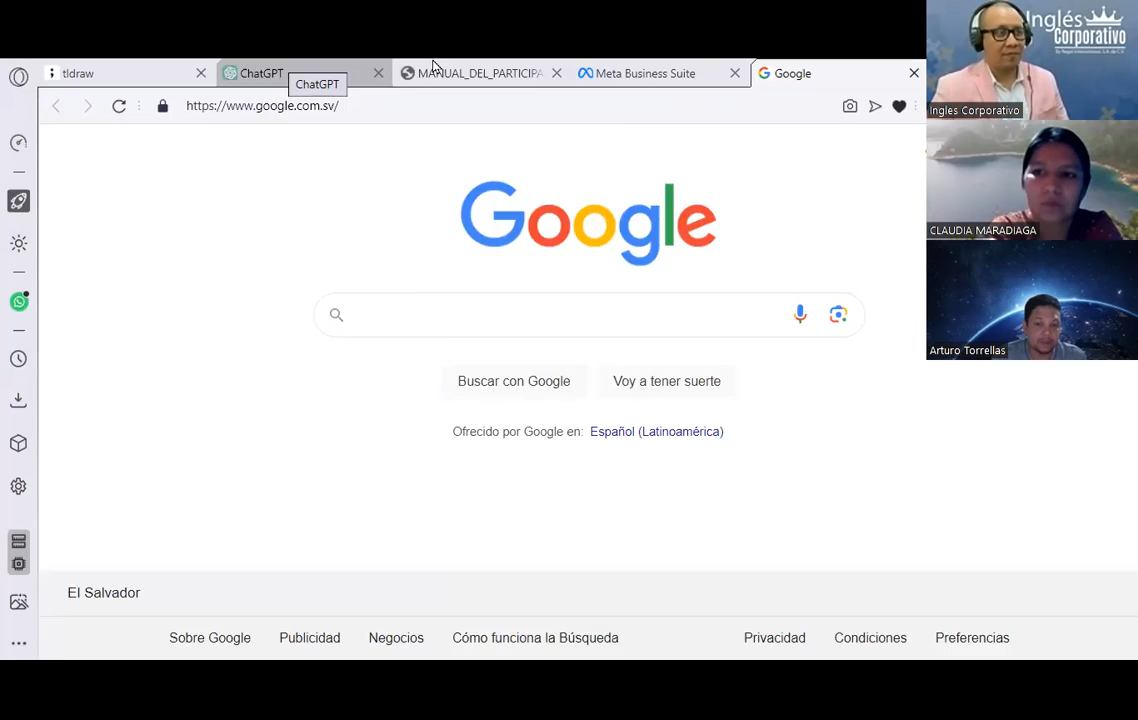 tldraw
ChatGPT
MANUAL_DEL_PARTICIPA
Meta Business Suite
Google
ChatGPT
https://www.google.com.sv/
Google
Buscar con Google
Voy a tener suerte
Ofrecido por Google en: Español (Latinoamérica)
El Salvador
Sobre Google
Publicidad
Negocios
Cómo funciona la Búsqueda
Privacidad
Condiciones
Preferencias
Inglés
Corporativo
Ingles Corporativo
CLAUDIA MARADIAGA
Arturo Torrellas